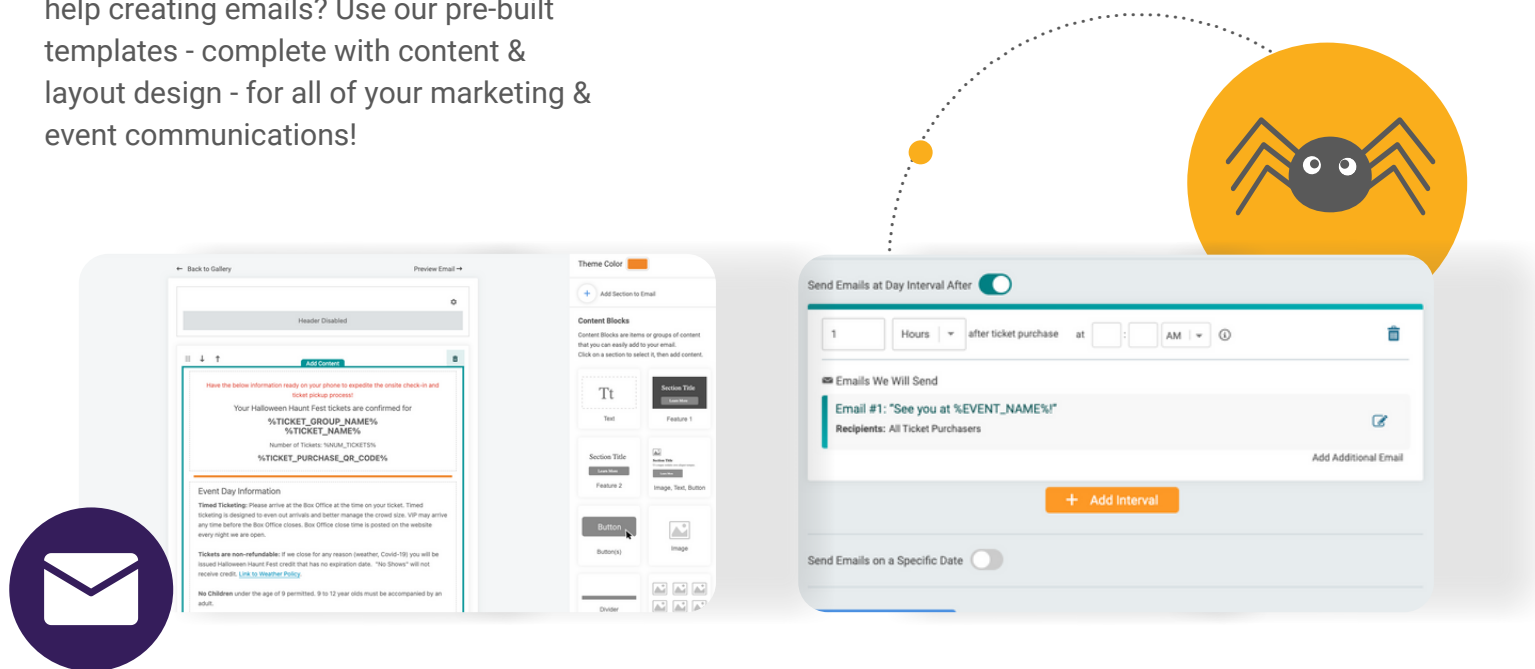 help creating emails? Use our pre-built
templates - complete with content &
layout design - for all of your marketing &
event communications!
← Back to Gallery
Preview Email →
Header Disabled
Add Content
Have the below information ready on your phone to expedite the onsite check-in and
ticket pickup process!
Your Halloween Haunt Fest tickets are confirmed for
%TICKET_GROUP_NAME%
%TICKET_NAME%
Number of Tickets: %NUM_TICKETS%
%TICKET_PURCHASE_QR_CODE%
Event Day Information
Timed Ticketing: Please arrive at the Box Office at the time on your ticket. Timed
ticketing is designed to even out arrivals and better manage the crowd size. VIP may arrive
any time before the Box Office closes. Box Office close time is posted on the website
every night we are open.
Tickets are non-refundable: If we close for any reason (weather, Covid-19) you will be
issued Halloween Haunt Fest credit that has no expiration date. "No Shows" will not
receive credit. Link to Weather Policy.
No Children under the age of 9 permitted. 9 to 12 year olds must be accompanied by an
adult.
Theme Color
+ Add Section to Email
Content Blocks
Content Blocks are items or groups of content
that you can easily add to your email.
Click on a section to select it, then add content.
Tt
Text
Section Title
Learn More
Feature 1
Section Title
Learn More
Feature 2
Section Title
Image, Text, Button
Button
Button(s)
Image
Divider
Send Emails at Day Interval After
1 Hours after ticket purchase at : AM
Emails We Will Send
Email #1: "See you at %EVENT_NAME%!"
Recipients: All Ticket Purchasers
Add Additional Email
+ Add Interval
Send Emails on a Specific Date